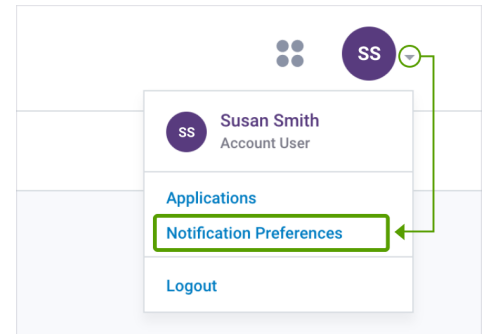 SS
SS
Susan Smith
Account User
Applications
Notification Preferences
Logout